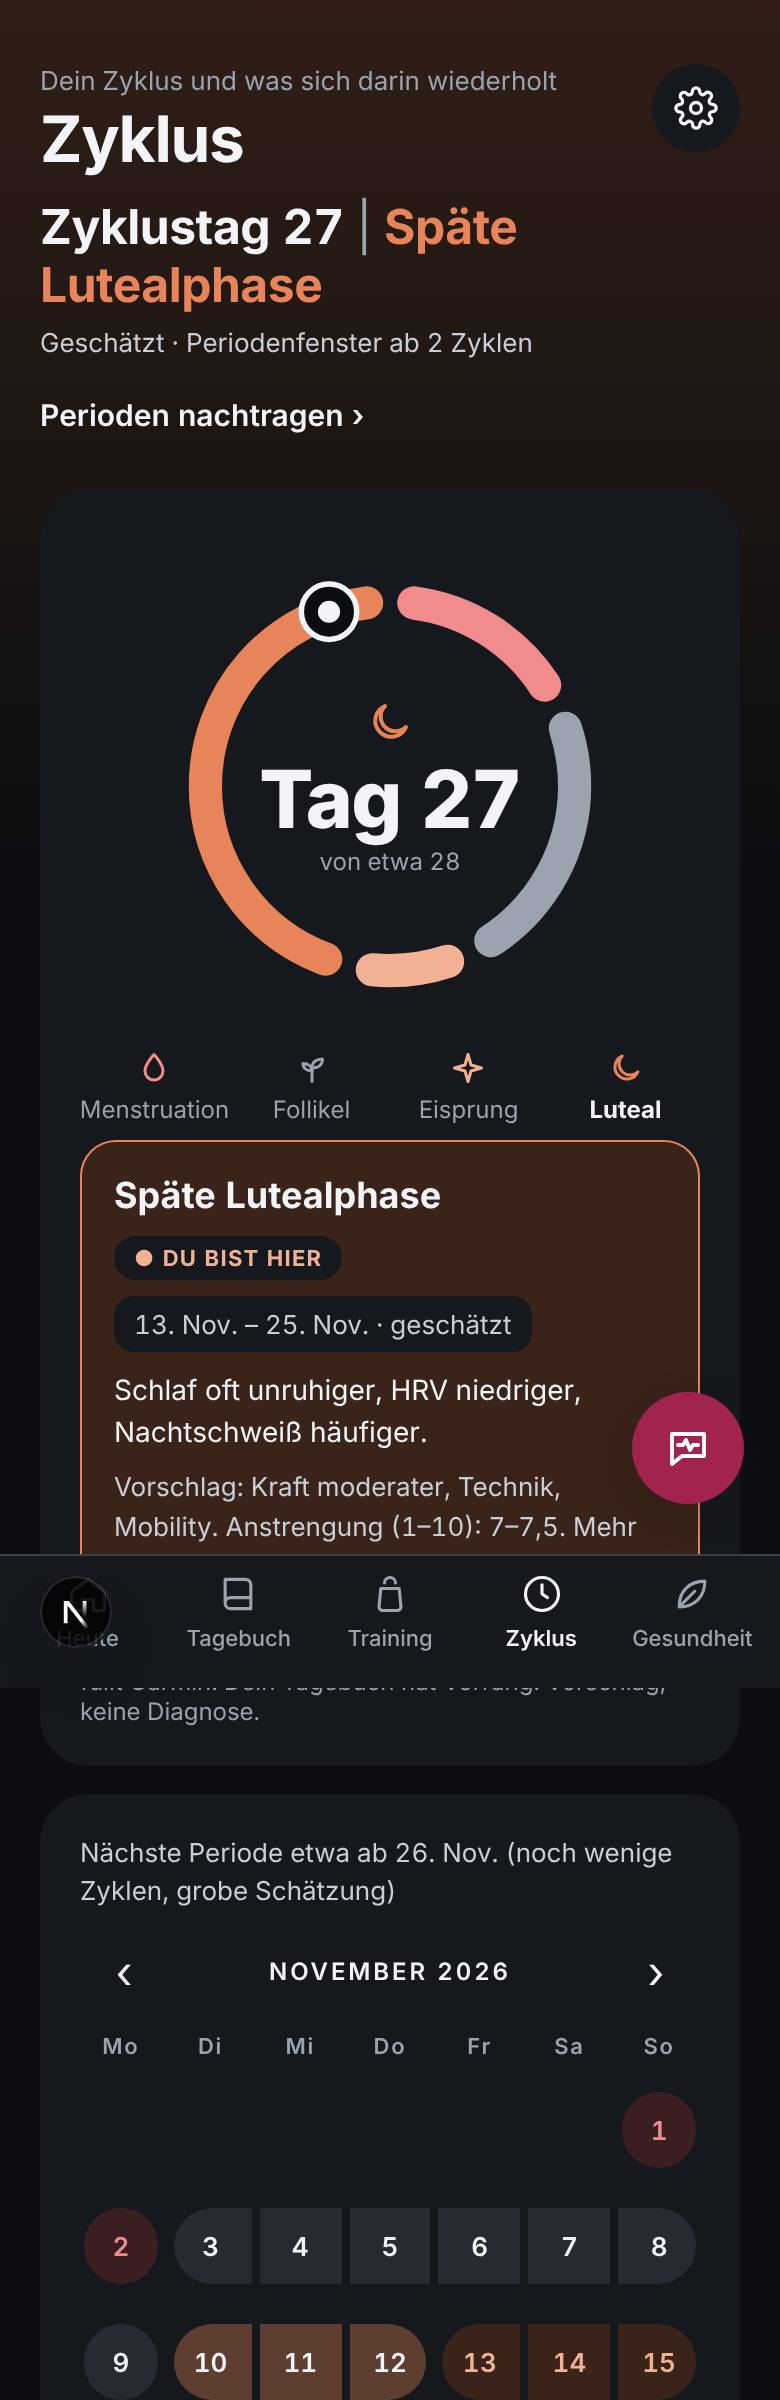 Dein Zyklus und was sich darin wiederholt
Zyklus
Zyklustag 27 | Späte
Lutealphase
Geschätzt · Periodenfenster ab 2 Zyklen
Perioden nachtragen ›
Tag 27
von etwa 28
Menstruation Follikel Eisprung Luteal
Späte Lutealphase
DU BIST HIER
13. Nov. – 25. Nov. · geschätzt
Schlaf oft unruhiger, HRV niedriger,
Nachtschweiß häufiger.
Vorschlag: Kraft moderater, Technik,
Mobility. Anstrengung (1–10): 7–7,5. Mehr
N
Heute Tagebuch Training Zyklus Gesundheit
keine Diagnose.
Nächste Periode etwa ab 26. Nov. (noch wenige
Zyklen, grobe Schätzung)
‹ NOVEMBER 2026 ›
Mo Di Mi Do Fr Sa So
1
2 3 4 5 6 7 8
9 10 11 12 13 14 15